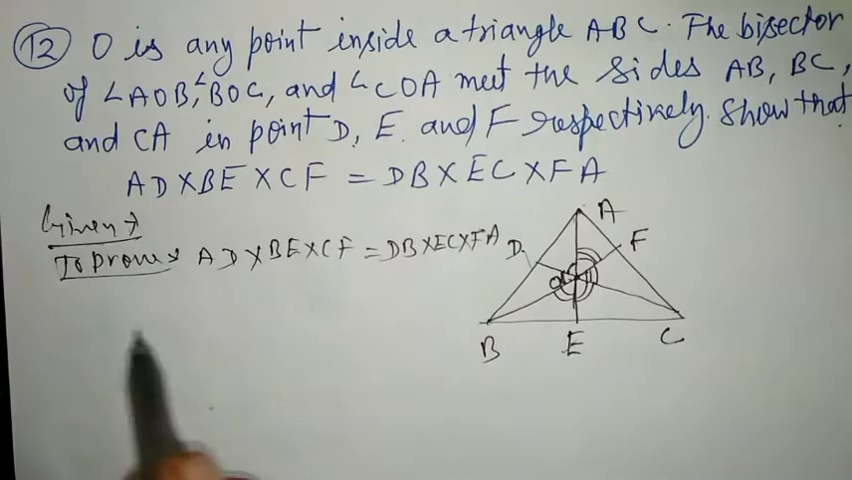 12 O is any point inside a triangle ABC. The bisector
of ∠AOB, ∠BOC, and ∠COA meet the sides AB, BC,
and CA in point D, E and F respectively. Show that
AD X BE X CF = DB X EC X FA
Given →
To prove → AD X BE X CF = DB X EC X FA
A
D
F
O
B
E
C